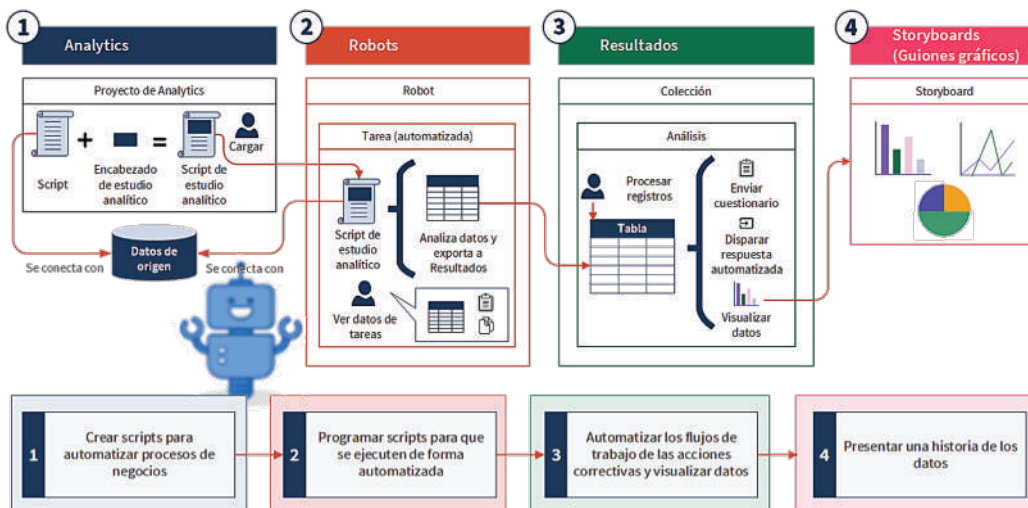 1
Analytics
2
Robots
3
Resultados
4
Storyboards
(Guiones gráficos)
Proyecto de Analytics
Script
+
Encabezado
de estudio
analítico
=
Script de
estudio
analítico
Cargar
Se conecta con
Datos de
origen
Se conecta con
Robot
Tarea (automatizada)
Script de
estudio
analítico
Analiza datos y
exporta a
Resultados
Ver datos de
tareas
Colección
Análisis
Procesar
registros
Tabla
Enviar
cuestionario
Disparar
respuesta
automatizada
Visualizar
datos
Storyboard
1
Crear scripts para
automatizar procesos de
negocios
2
Programar scripts para que
se ejecuten de forma
automatizada
3
Automatizar los flujos de
trabajo de las acciones
correctivas y visualizar datos
4
Presentar una historia de los
datos